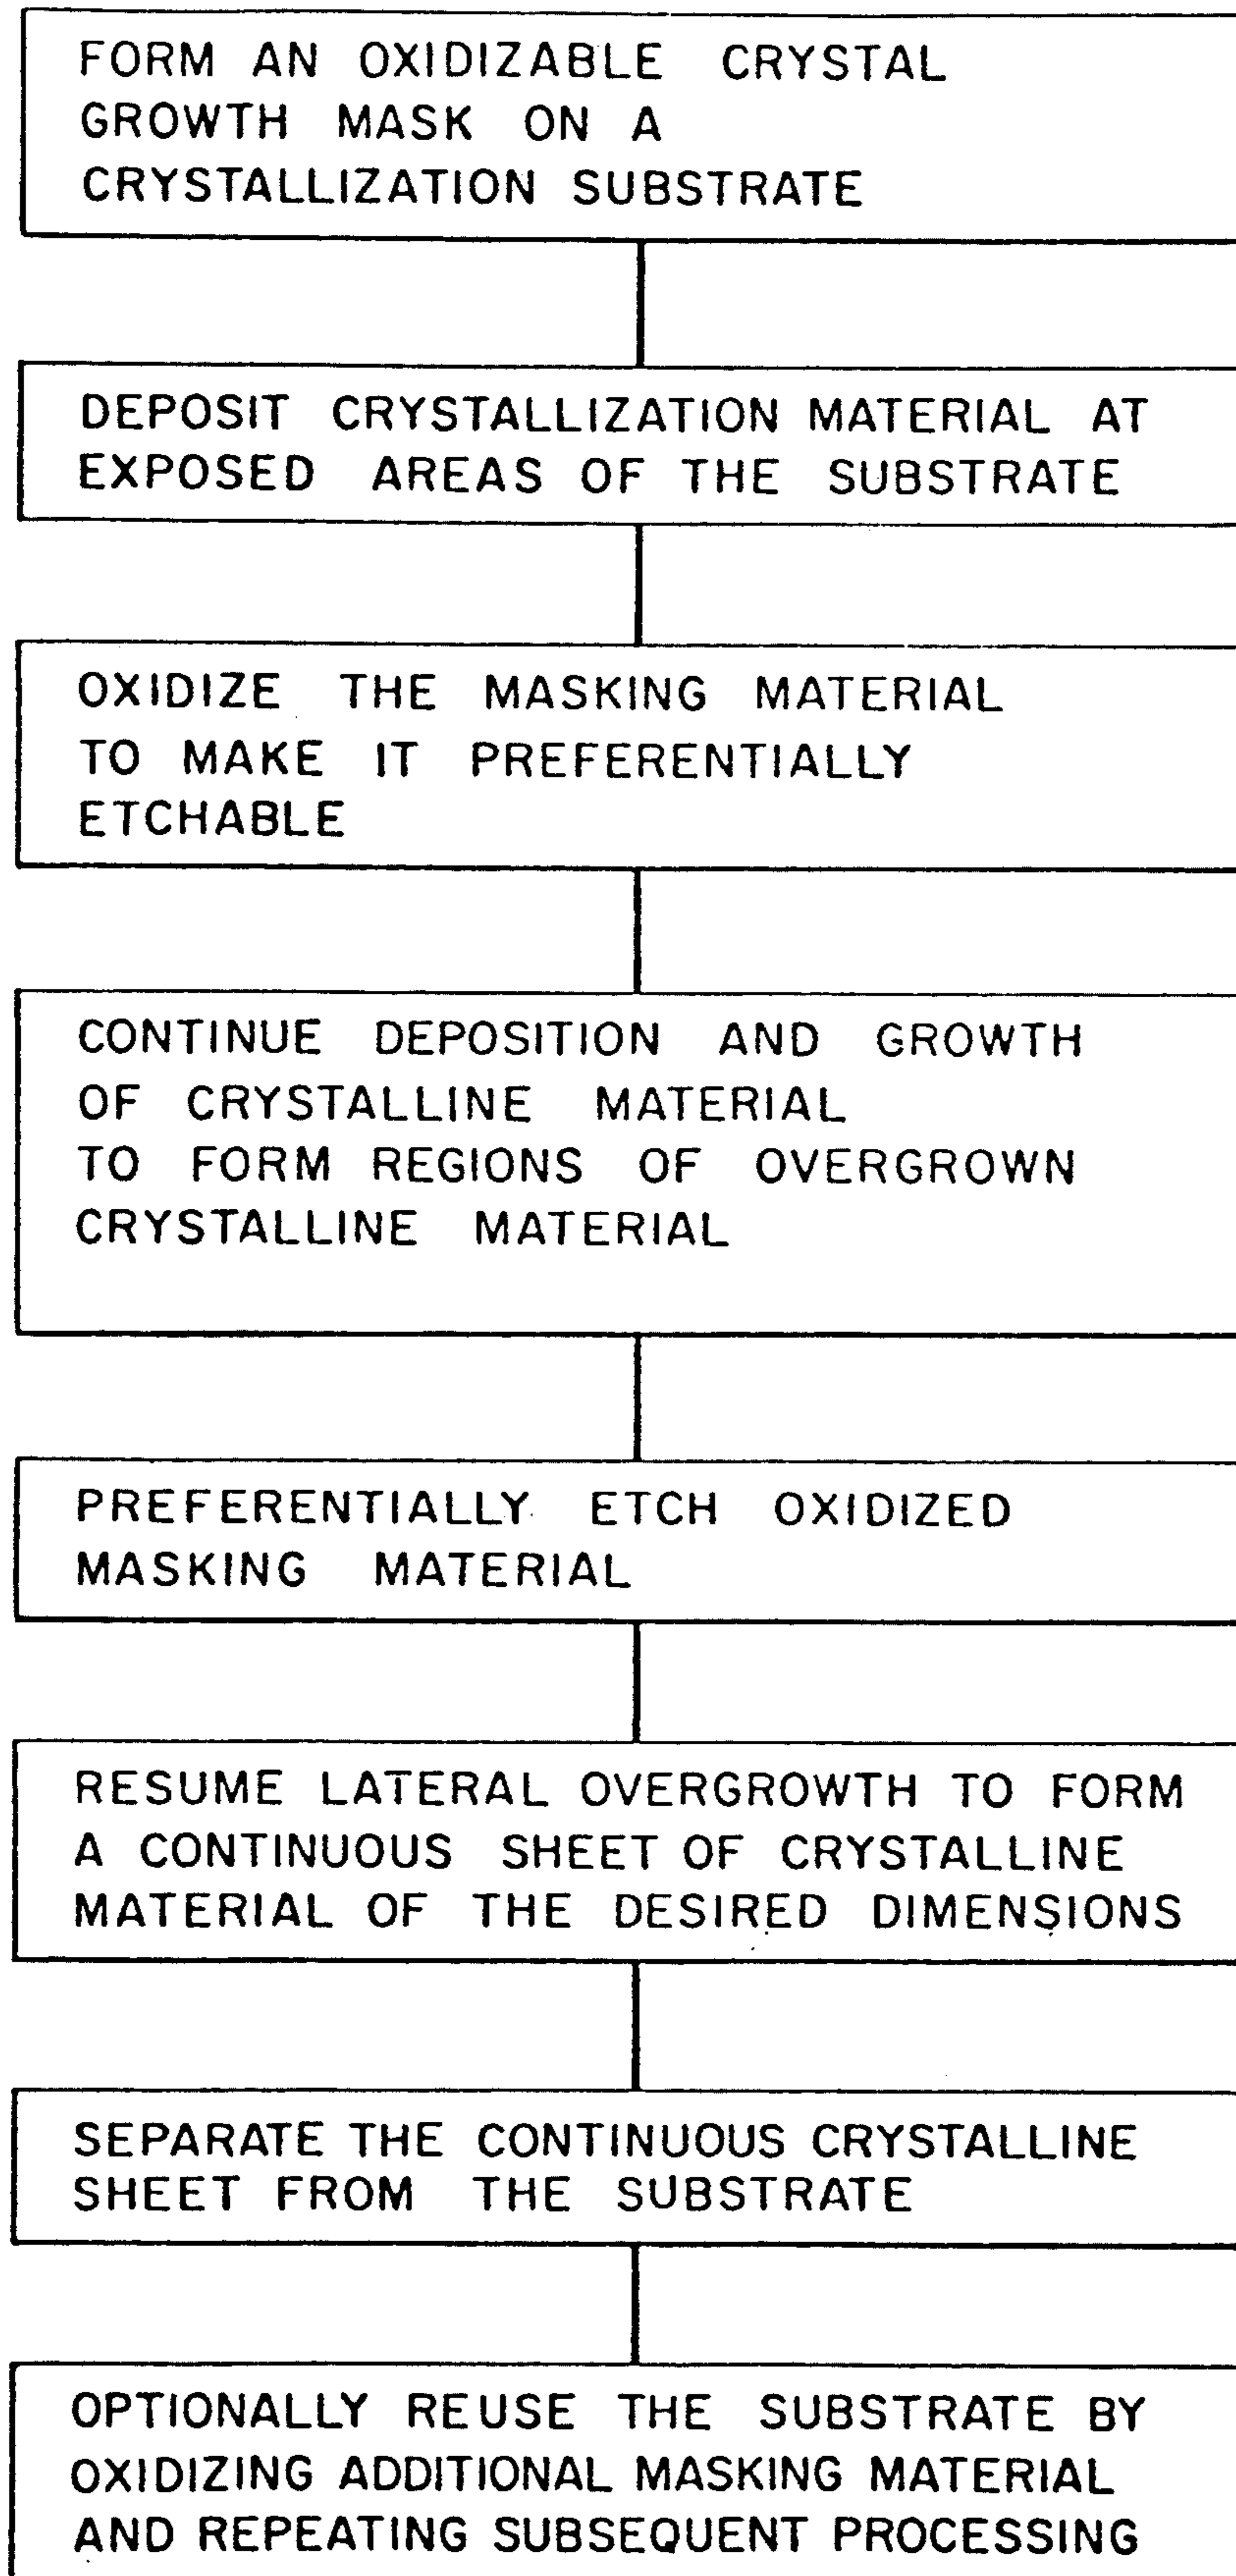 FORM AN OXIDIZABLE CRYSTAL
GROWTH MASK ON A
CRYSTALLIZATION SUBSTRATE
DEPOSIT CRYSTALLIZATION MATERIAL AT
EXPOSED AREAS OF THE SUBSTRATE
OXIDIZE THE MASKING MATERIAL
TO MAKE IT PREFERENTIALLY
ETCHABLE
CONTINUE DEPOSITION AND GROWTH
OF CRYSTALLINE MATERIAL
TO FORM REGIONS OF OVERGROWN
CRYSTALLINE MATERIAL
PREFERENTIALLY ETCH OXIDIZED
MASKING MATERIAL
RESUME LATERAL OVERGROWTH TO FORM
A CONTINUOUS SHEET OF CRYSTALLINE
MATERIAL OF THE DESIRED DIMENSIONS
SEPARATE THE CONTINUOUS CRYSTALLINE
SHEET FROM THE SUBSTRATE
OPTIONALLY REUSE THE SUBSTRATE BY
OXIDIZING ADDITIONAL MASKING MATERIAL
AND REPEATING SUBSEQUENT PROCESSING